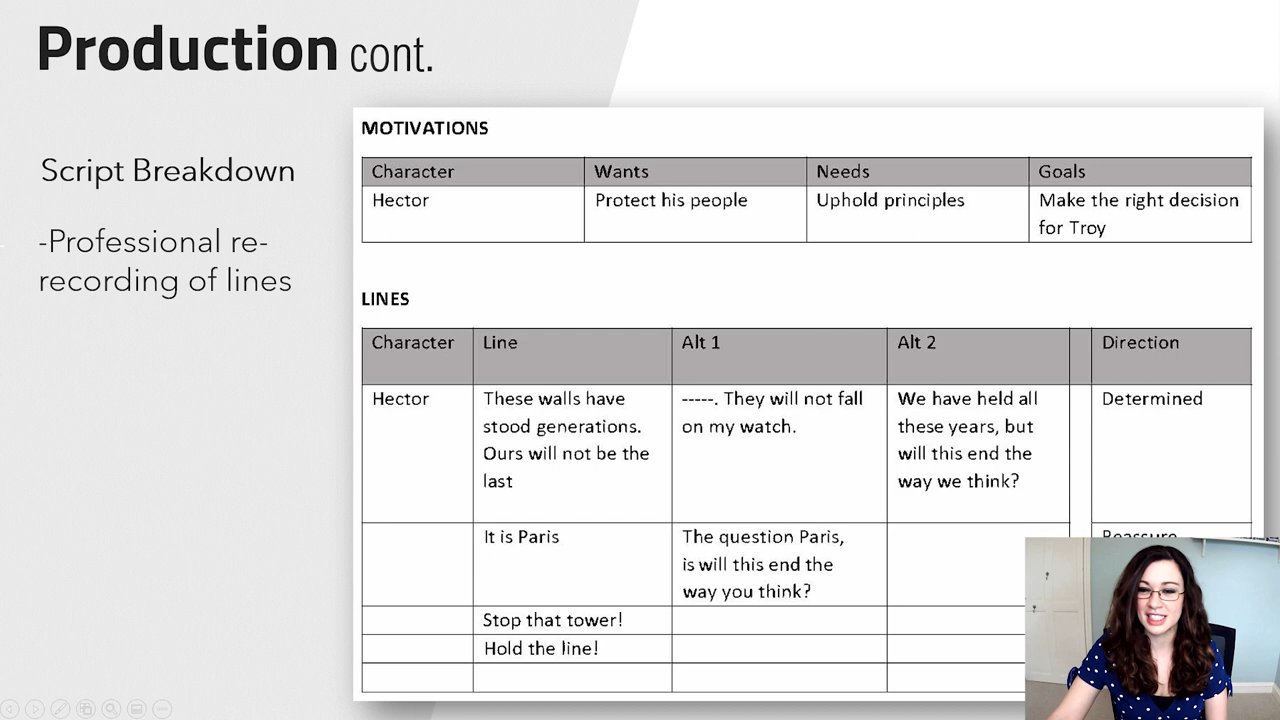 Production cont.
Script Breakdown
-Professional re-
recording of lines
MOTIVATIONS
Character Wants Needs Goals
Hector Protect his people Uphold principles Make the right decision
for Troy
LINES
Character Line Alt 1 Alt 2 Direction
Hector These walls have -----. They will not fall We have held all Determined
stood generations. on my watch. these years, but
Ours will not be the will this end the
last way we think?
It is Paris The question Paris, Reassure
is will this end the
way you think?
Stop that tower!
Hold the line!